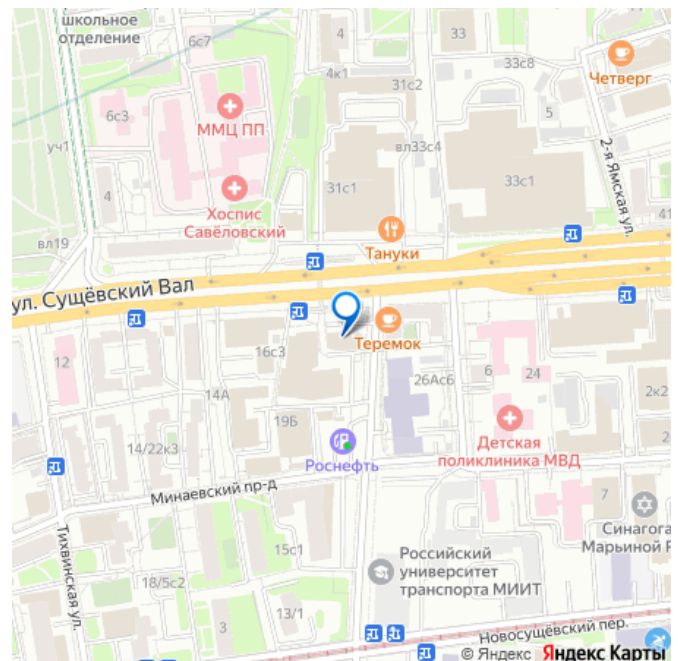 школьное
отделение
6с7
4
33
33с8
Четверг
4к1
31с2
6с3
ММЦ ПП
5
вл33с4
2-я Ямская ул.
уч1
4
31с1
33с1
Хоспис
Савёловский
вл19
Тануки
41
ул. Сущёвский Вал
Теремок
12
16с3
14А
26Ас6
6
24
2к2
19Б
14/22к3
Роснефть
Детская
поликлиника МВД
2
Минаевский пр-д
7
Синагога
Марьиной Р
Тихвинская ул.
15с1
Российский
университет
транспорта МИИТ
18/5с2
3
13/1
Новосущёвский пер.
© Яндекс Яндекс Карты